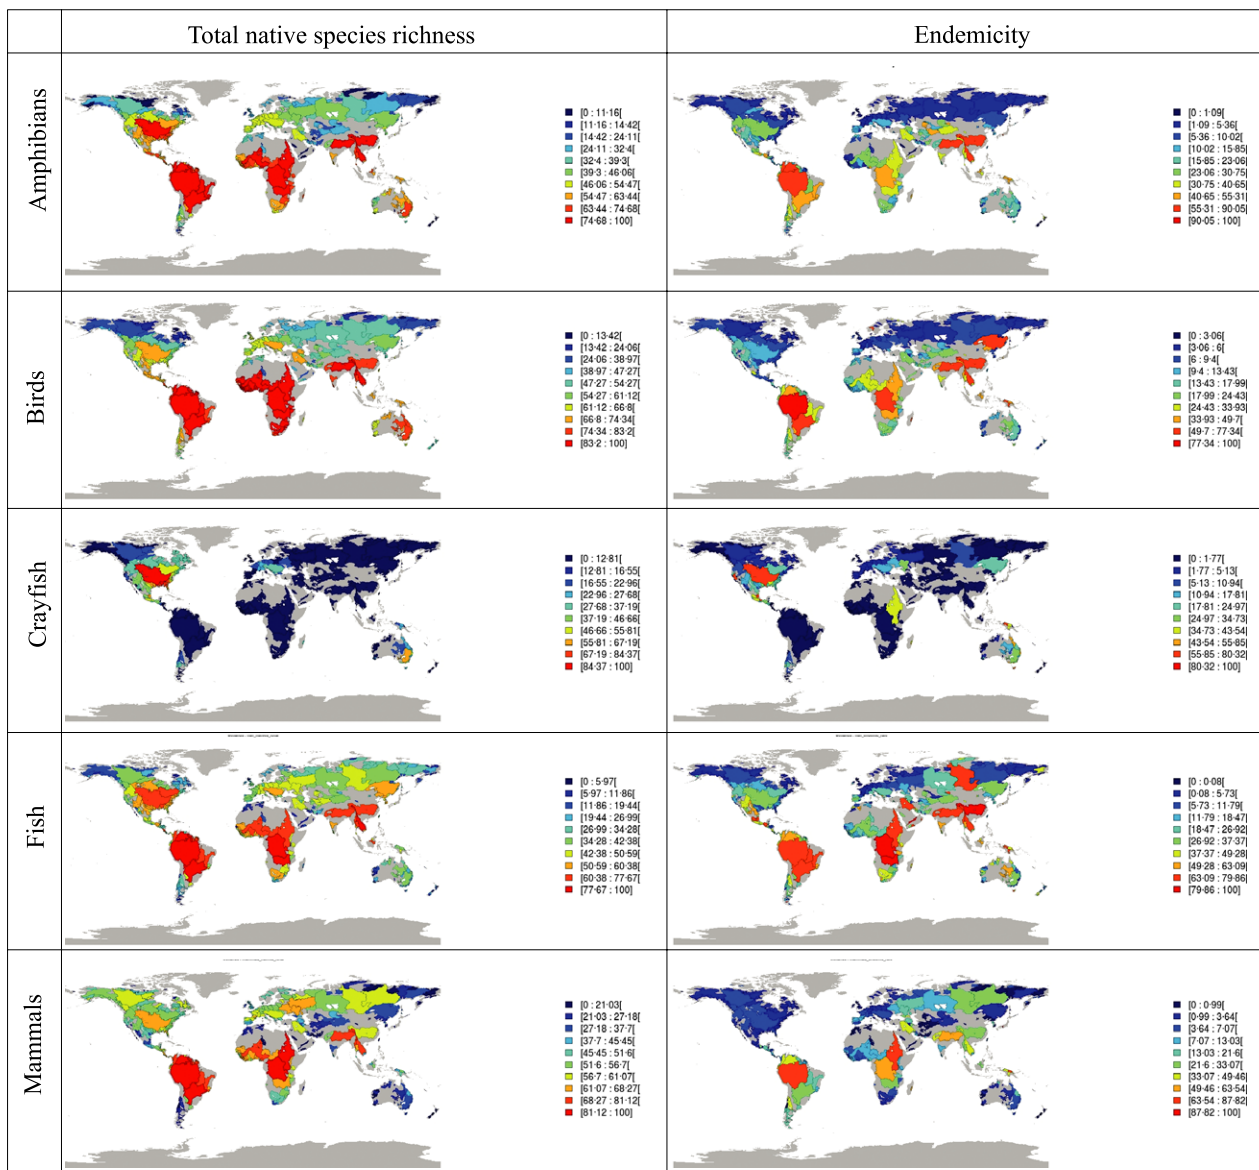 Total native species richness
Endemicity
Amphibians
[0 : 11·16[
[11·16 : 14·42[
[14·42 : 24·11[
[24·11 : 32·4[
[32·4 : 39·3[
[39·3 : 46·06[
[46·06 : 54·47[
[54·47 : 63·44[
[63·44 : 74·68[
[74·68 : 100]
[0 : 1·09[
[1·09 : 5·36[
[5·36 : 10·02[
[10·02 : 15·85[
[15·85 : 23·06[
[23·06 : 30·75[
[30·75 : 40·65[
[40·65 : 55·31[
[55·31 : 90·05[
[90·05 : 100]
Birds
[0 : 13·42[
[13·42 : 24·06[
[24·06 : 38·97[
[38·97 : 47·27[
[47·27 : 54·27[
[54·27 : 61·12[
[61·12 : 66·8[
[66·8 : 74·34[
[74·34 : 83·2[
[83·2 : 100]
[0 : 3·06[
[3·06 : 6[
[6 : 9·4[
[9·4 : 13·43[
[13·43 : 17·99[
[17·99 : 24·43[
[24·43 : 33·93[
[33·93 : 49·7[
[49·7 : 77·34[
[77·34 : 100]
Crayfish
[0 : 12·81[
[12·81 : 16·55[
[16·55 : 22·96[
[22·96 : 27·68[
[27·68 : 37·19[
[37·19 : 46·66[
[46·66 : 55·81[
[55·81 : 67·19[
[67·19 : 84·37[
[84·37 : 100]
[0 : 1·77[
[1·77 : 5·13[
[5·13 : 10·94[
[10·94 : 17·81[
[17·81 : 24·97[
[24·97 : 34·73[
[34·73 : 43·54[
[43·54 : 55·85[
[55·85 : 80·32[
[80·32 : 100]
Fish
[0 : 5·97[
[5·97 : 11·86[
[11·86 : 19·44[
[19·44 : 26·99[
[26·99 : 34·28[
[34·28 : 42·38[
[42·38 : 50·59[
[50·59 : 60·38[
[60·38 : 77·67[
[77·67 : 100]
[0 : 0·08[
[0·08 : 5·73[
[5·73 : 11·79[
[11·79 : 18·47[
[18·47 : 26·92[
[26·92 : 37·37[
[37·37 : 49·28[
[49·28 : 63·09[
[63·09 : 79·86[
[79·86 : 100]
Mammals
[0 : 21·03[
[21·03 : 27·18[
[27·18 : 37·7[
[37·7 : 45·45[
[45·45 : 51·6[
[51·6 : 56·7[
[56·7 : 61·07[
[61·07 : 68·27[
[68·27 : 81·12[
[81·12 : 100]
[0 : 0·99[
[0·99 : 3·64[
[3·64 : 7·07[
[7·07 : 13·03[
[13·03 : 21·6[
[21·6 : 33·07[
[33·07 : 49·46[
[49·46 : 63·54[
[63·54 : 87·82[
[87·82 : 100]